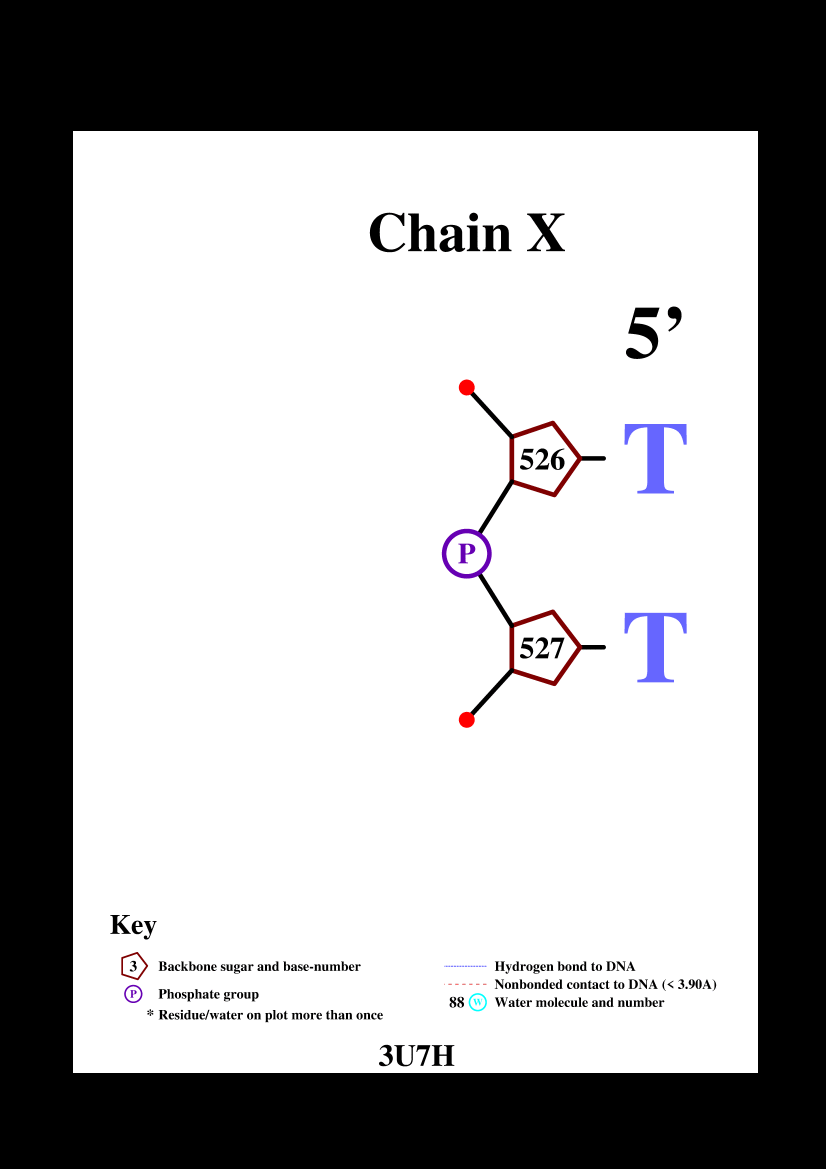 Chain X
5’
526 T
P
527 T
Key
3 Backbone sugar and base-number
P Phosphate group
* Residue/water on plot more than once
Hydrogen bond to DNA
Nonbonded contact to DNA (< 3.90A)
88 W Water molecule and number
3U7H